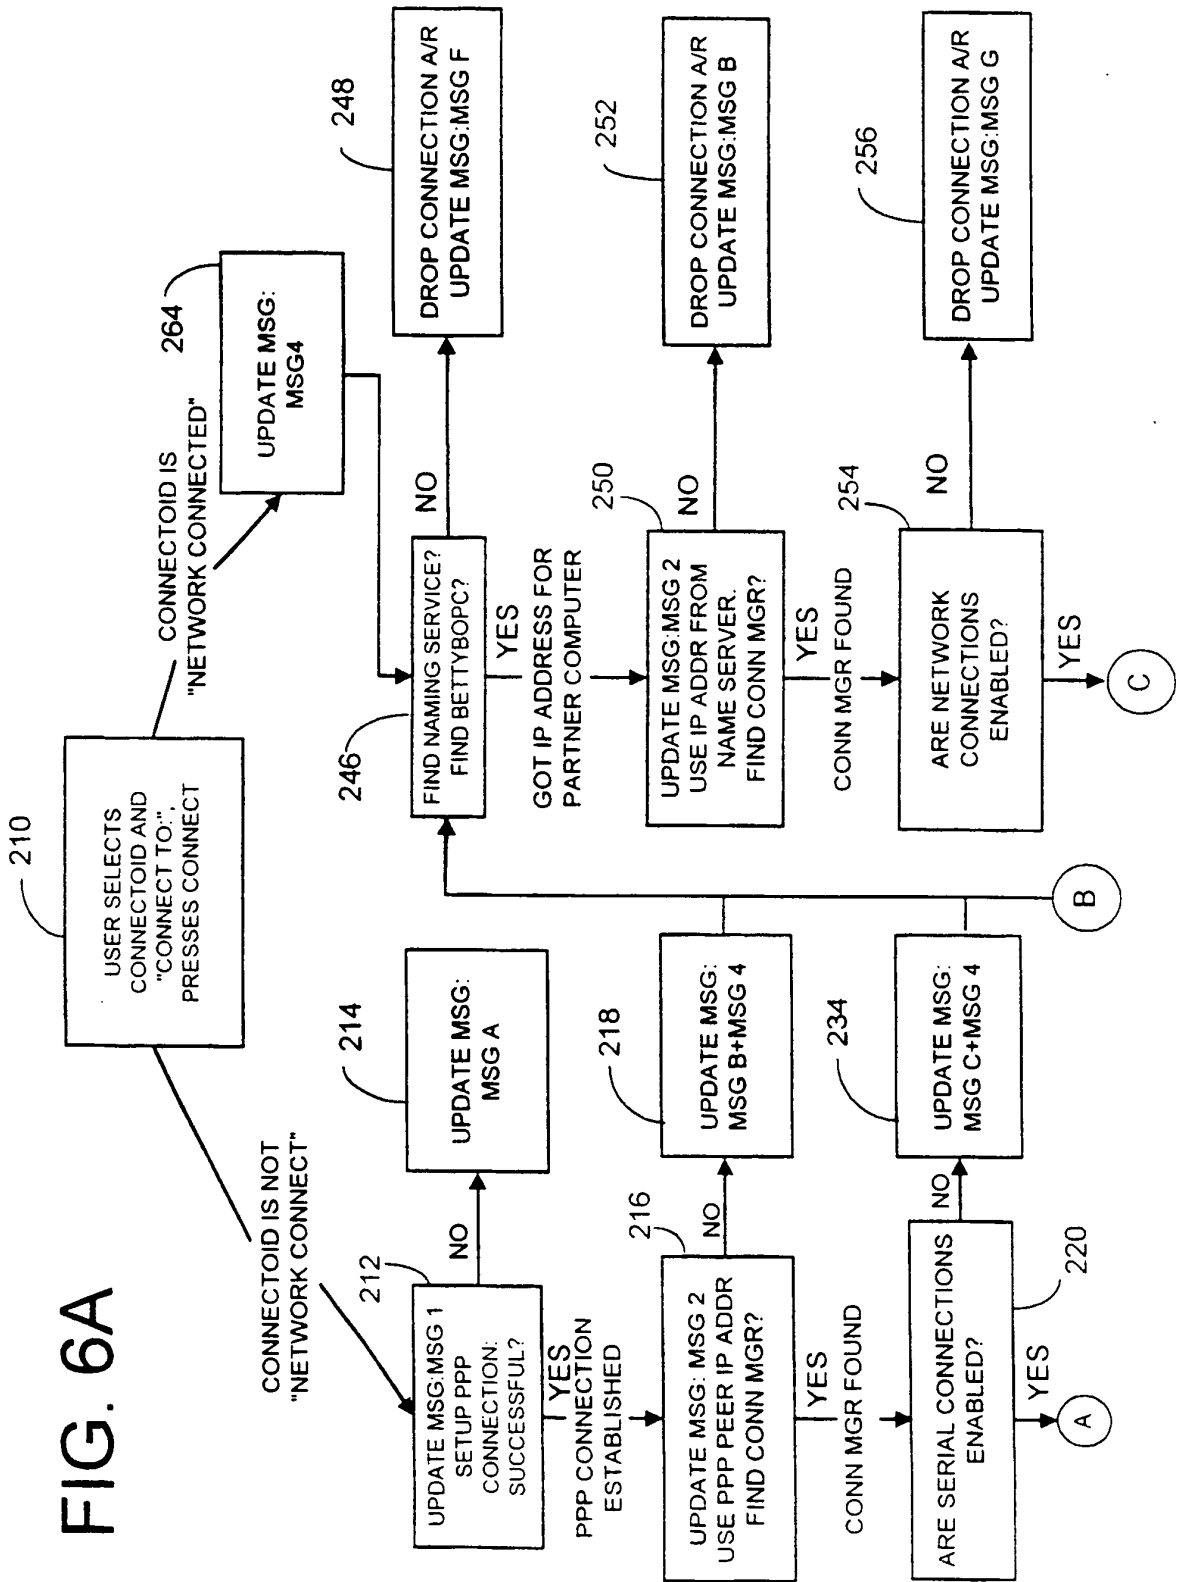 FIG. 6A
210
USER SELECTS
CONNECTOID AND
"CONNECT TO:",
PRESSES CONNECT
CONNECTOID IS NOT
"NETWORK CONNECT"
CONNECTOID IS
"NETWORK CONNECTED"
264
UPDATE MSG:
MSG4
212
UPDATE MSG:MSG 1
SETUP PPP
CONNECTION:
SUCCESSFUL?
NO
214
UPDATE MSG:
MSG A
YES
PPP CONNECTION
ESTABLISHED
216
UPDATE MSG: MSG 2
USE PPP PEER IP ADDR
FIND CONN MGR?
NO
218
UPDATE MSG:
MSG B+MSG 4
YES
CONN MGR FOUND
ARE SERIAL CONNECTIONS
ENABLED?
220
NO
234
UPDATE MSG:
MSG C+MSG 4
YES
A
B
246
FIND NAMING SERVICE?
FIND BETTYBOPC?
NO
248
DROP CONNECTION A/R
UPDATE MSG:MSG F
YES
GOT IP ADDRESS FOR
PARTNER COMPUTER
250
UPDATE MSG:MSG 2
USE IP ADDR FROM
NAME SERVER.
FIND CONN MGR?
NO
252
DROP CONNECTION A/R
UPDATE MSG:MSG B
YES
CONN MGR FOUND
254
ARE NETWORK
CONNECTIONS
ENABLED?
NO
256
DROP CONNECTION A/R
UPDATE MSG:MSG G
YES
C